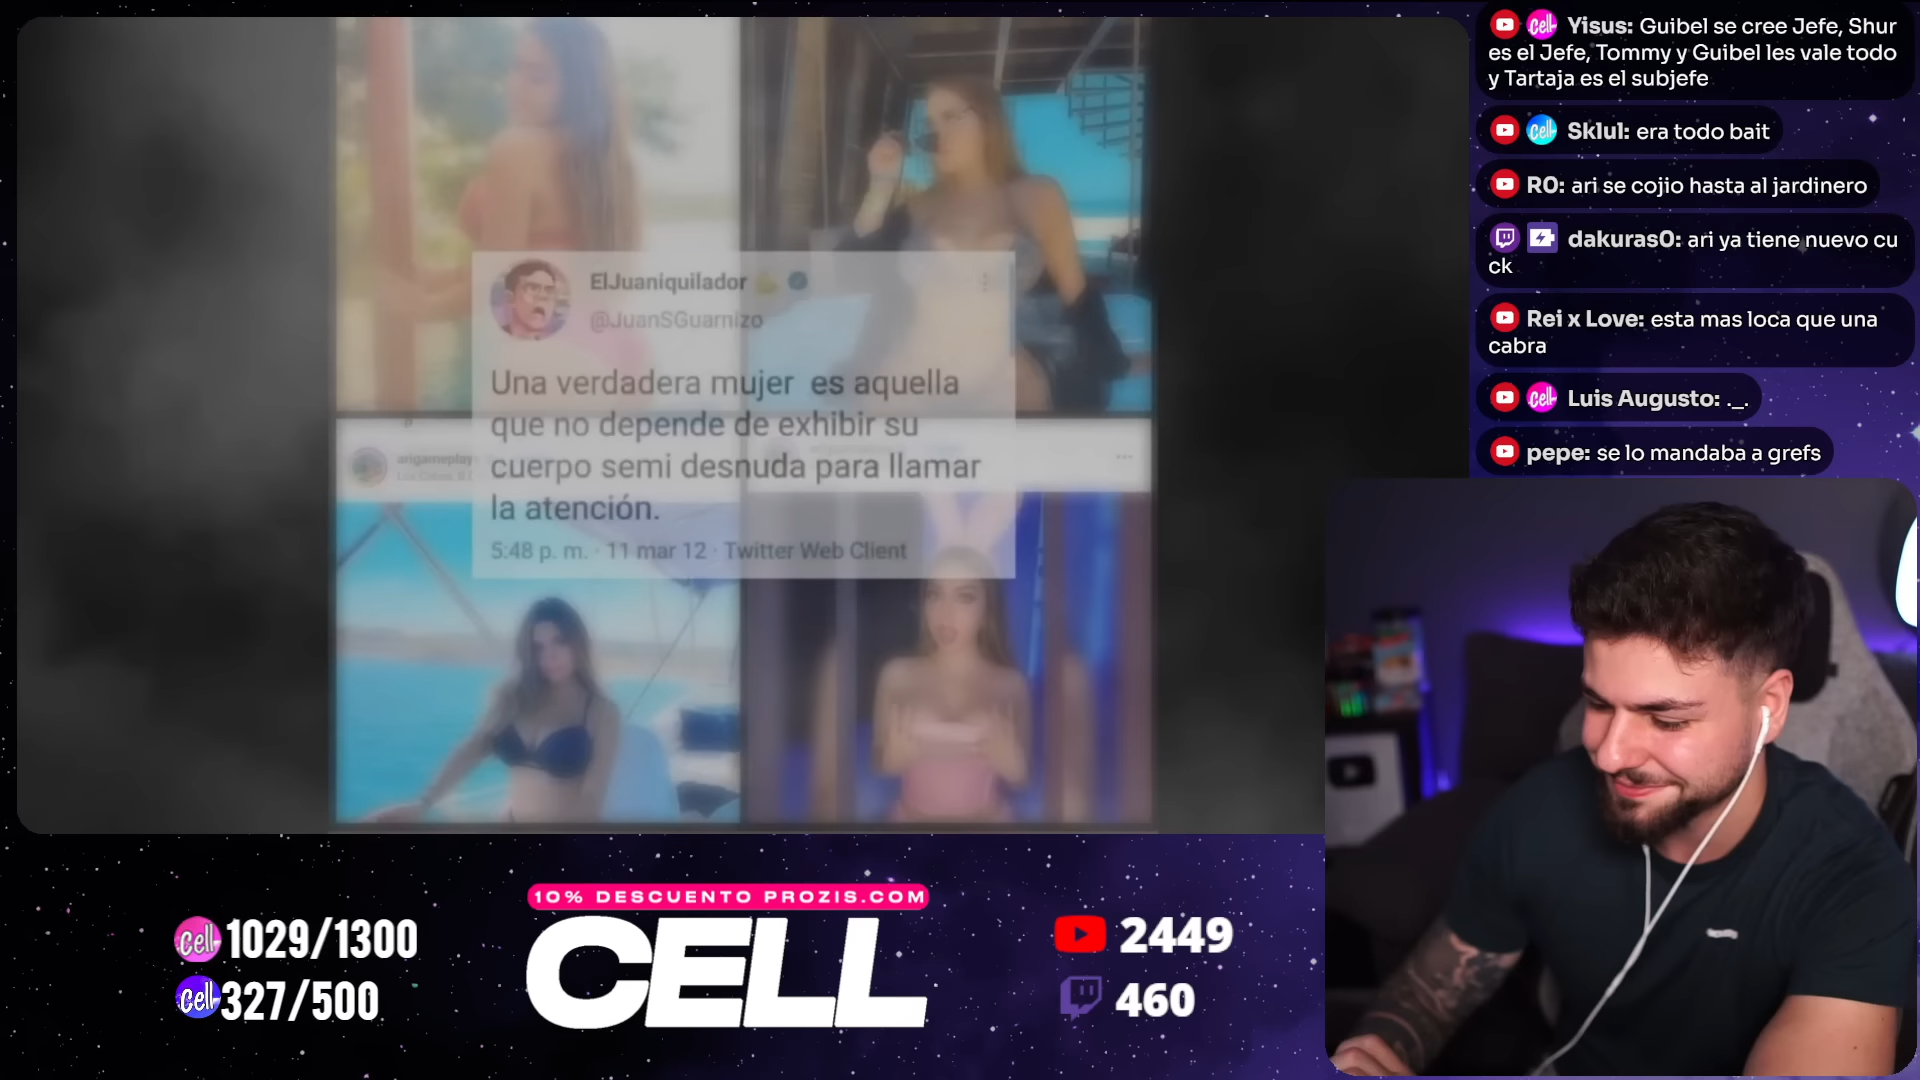 Yisus: Guibel se cree Jefe, Shur
es el Jefe, Tommy y Guibel les vale todo
y Tartaja es el subjefe
Sklul: era todo bait
R0: ari se cojio hasta al jardinero
dakuras0: ari ya tiene nuevo cu
ck
Rei x Love: esta mas loca que una
cabra
Luis Augusto: ._.
pepe: se lo mandaba a grefs
ElJuaniquilador
@JuanSGuarnizo
Una verdadera mujer es aquella
que no depende de exhibir su
cuerpo semi desnuda para llamar
la atención.
5:48 p. m. · 11 mar 12 · Twitter Web Client
arigameplay
10% DESCUENTO PROZIS.COM
CELL
Cell 1029/1300
Cell 327/500
2449
460